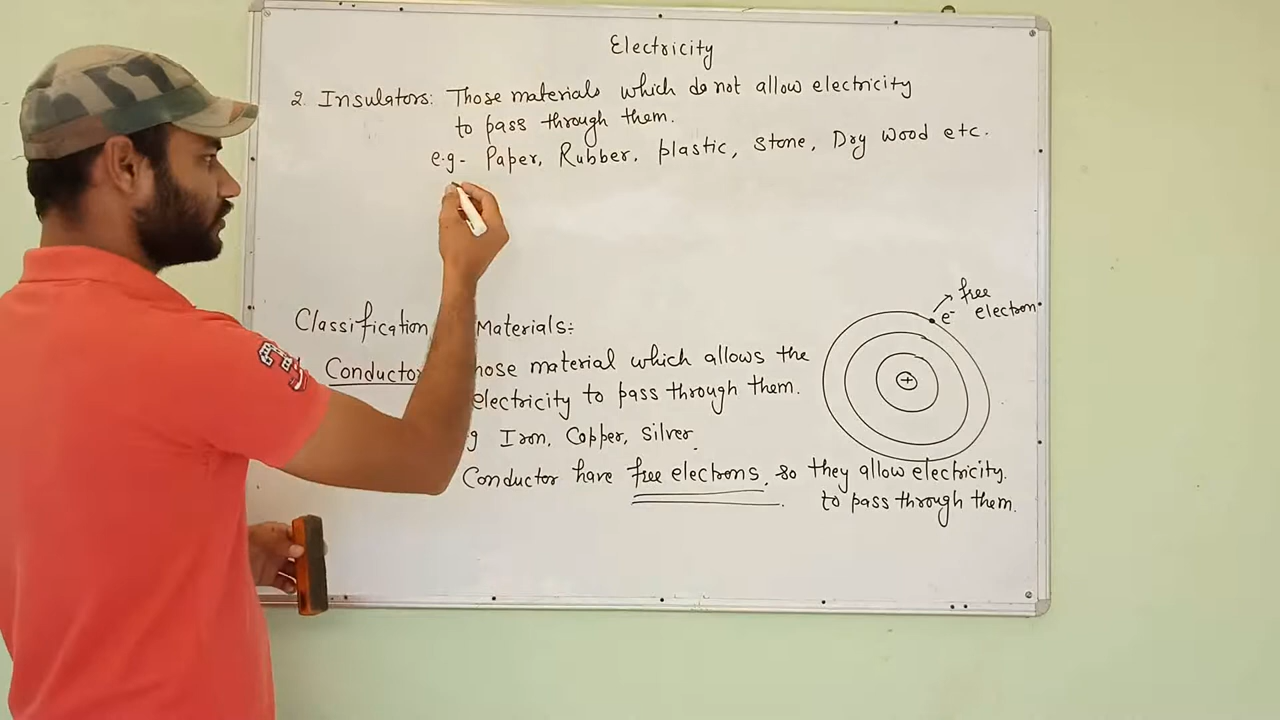 Electricity
2. Insulators: Those materials which do not allow electricity
to pass through them.
e.g- Paper, Rubber, plastic, stone, Dry wood etc.
free
electron
e-
Classification Materials:
Conductor material which allows the
electricity to pass through them.
Iron, Copper, Silver
+
Conductor have free electrons, so they allow electricity.
to pass through them.